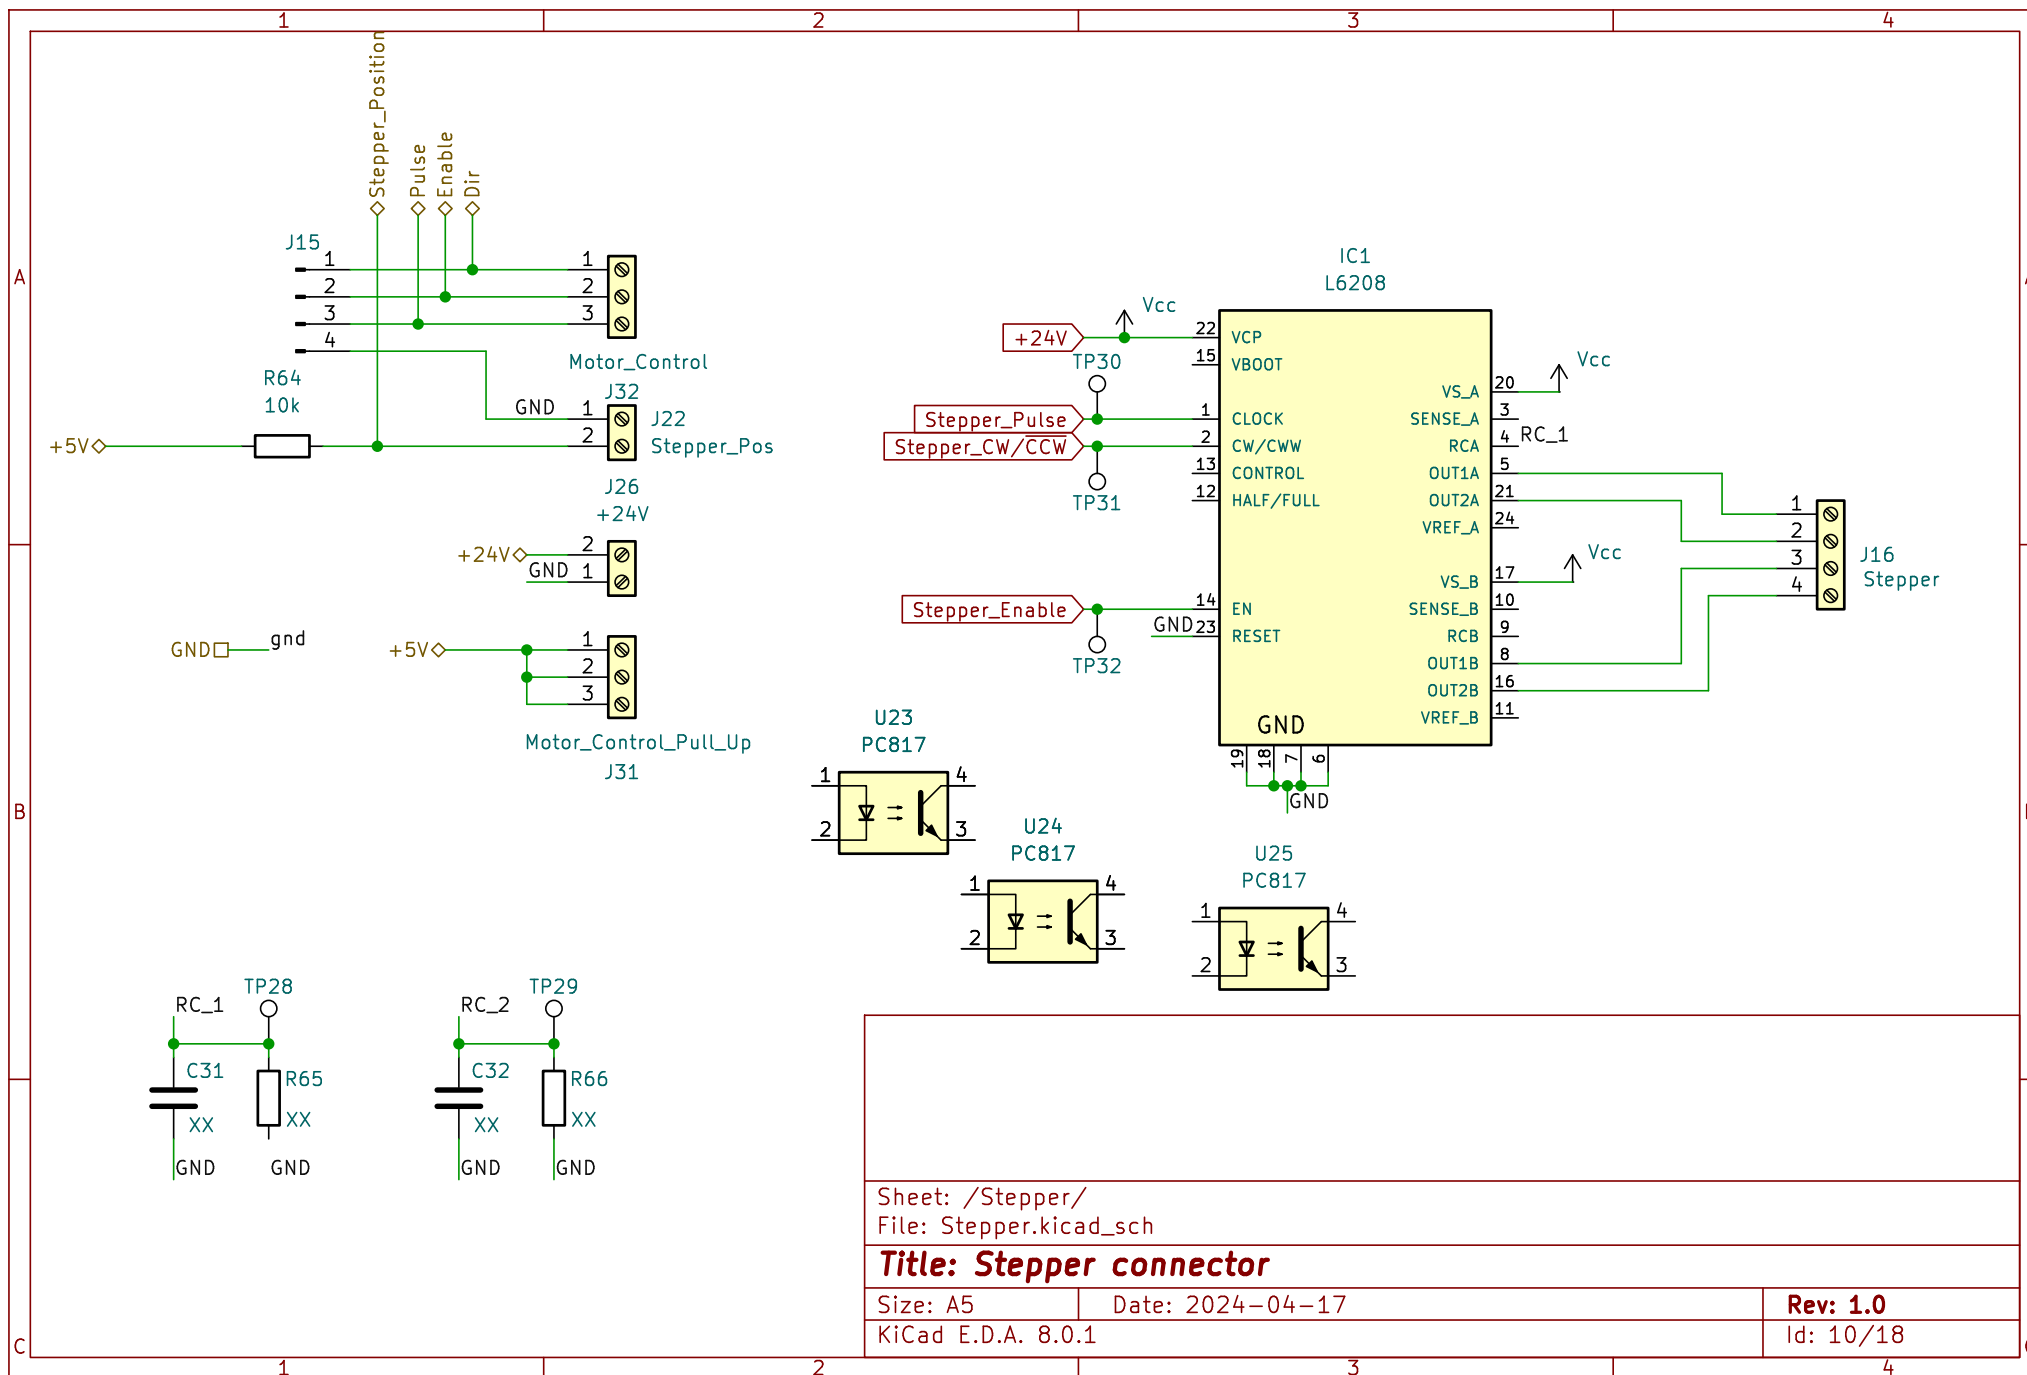 1 2 3 4
A
B
C
Stepper_Position
Pulse
Enable
Dir
J15
1
2
3
4
1
2
3
Motor_Control
J32
R64
10k
+5V
GND
1
2
J22
Stepper_Pos
J26
+24V
+24V
2
GND
1
GND
gnd
+5V
1
2
3
Motor_Control_Pull_Up
J31
IC1
L6208
Vcc
+24V
22 VCP
TP30
15 VBOOT
Stepper_Pulse
1 CLOCK
Stepper_CW/CCW
2 CW/CWW
13 CONTROL
12 HALF/FULL
TP31
Stepper_Enable
14 EN
GND
23 RESET
TP32
Vcc
VS_A 20
SENSE_A 3
RCA 4
RC_1
OUT1A 5
OUT2A 21
VREF_A 24
Vcc
VS_B 17
SENSE_B 10
RCB 9
OUT1B 8
OUT2B 16
VREF_B 11
GND
19 18 7 6
GND
1
2
3
4
J16
Stepper
U23
PC817
1 4
2 3
U24
PC817
1 4
2 3
U25
PC817
1 4
2 3
RC_1
TP28
C31
XX
R65
XX
GND
GND
RC_2
TP29
C32
XX
R66
XX
GND
GND
Sheet: /Stepper/
File: Stepper.kicad_sch
Title: Stepper connector
Size: A5
Date: 2024-04-17
Rev: 1.0
KiCad E.D.A. 8.0.1
Id: 10/18
1 2 3 4